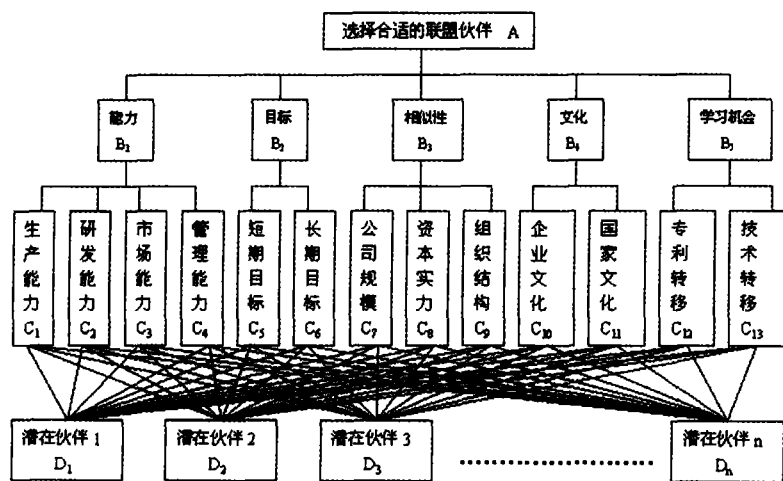 选择合适的联盟伙伴 A
能力
B₁
目标
B₂
相似性
B₃
文化
B₄
学习机会
B₅
生产能力 C₁
研发能力 C₂
市场能力 C₃
管理能力 C₄
短期目标 C₅
长期目标 C₆
公司规模 C₇
资本实力 C₈
组织结构 C₉
企业文化 C₁₀
国家文化 C₁₁
专利转移 C₁₂
技术转移 C₁₃
潜在伙伴 1
D₁
潜在伙伴 2
D₂
潜在伙伴 3
D₃
潜在伙伴 n
Dₙ